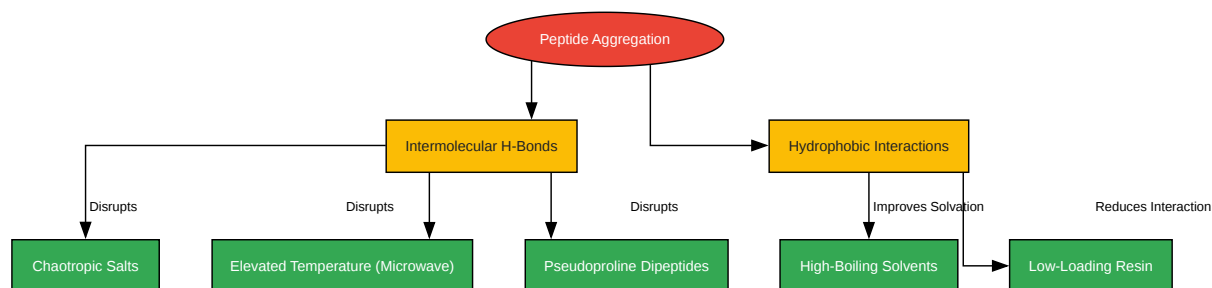 Peptide Aggregation
Intermolecular H-Bonds
Hydrophobic Interactions
Disrupts
Disrupts
Disrupts
Improves Solvation
Reduces Interaction
Chaotropic Salts
Elevated Temperature (Microwave)
Pseudoproline Dipeptides
High-Boiling Solvents
Low-Loading Resin